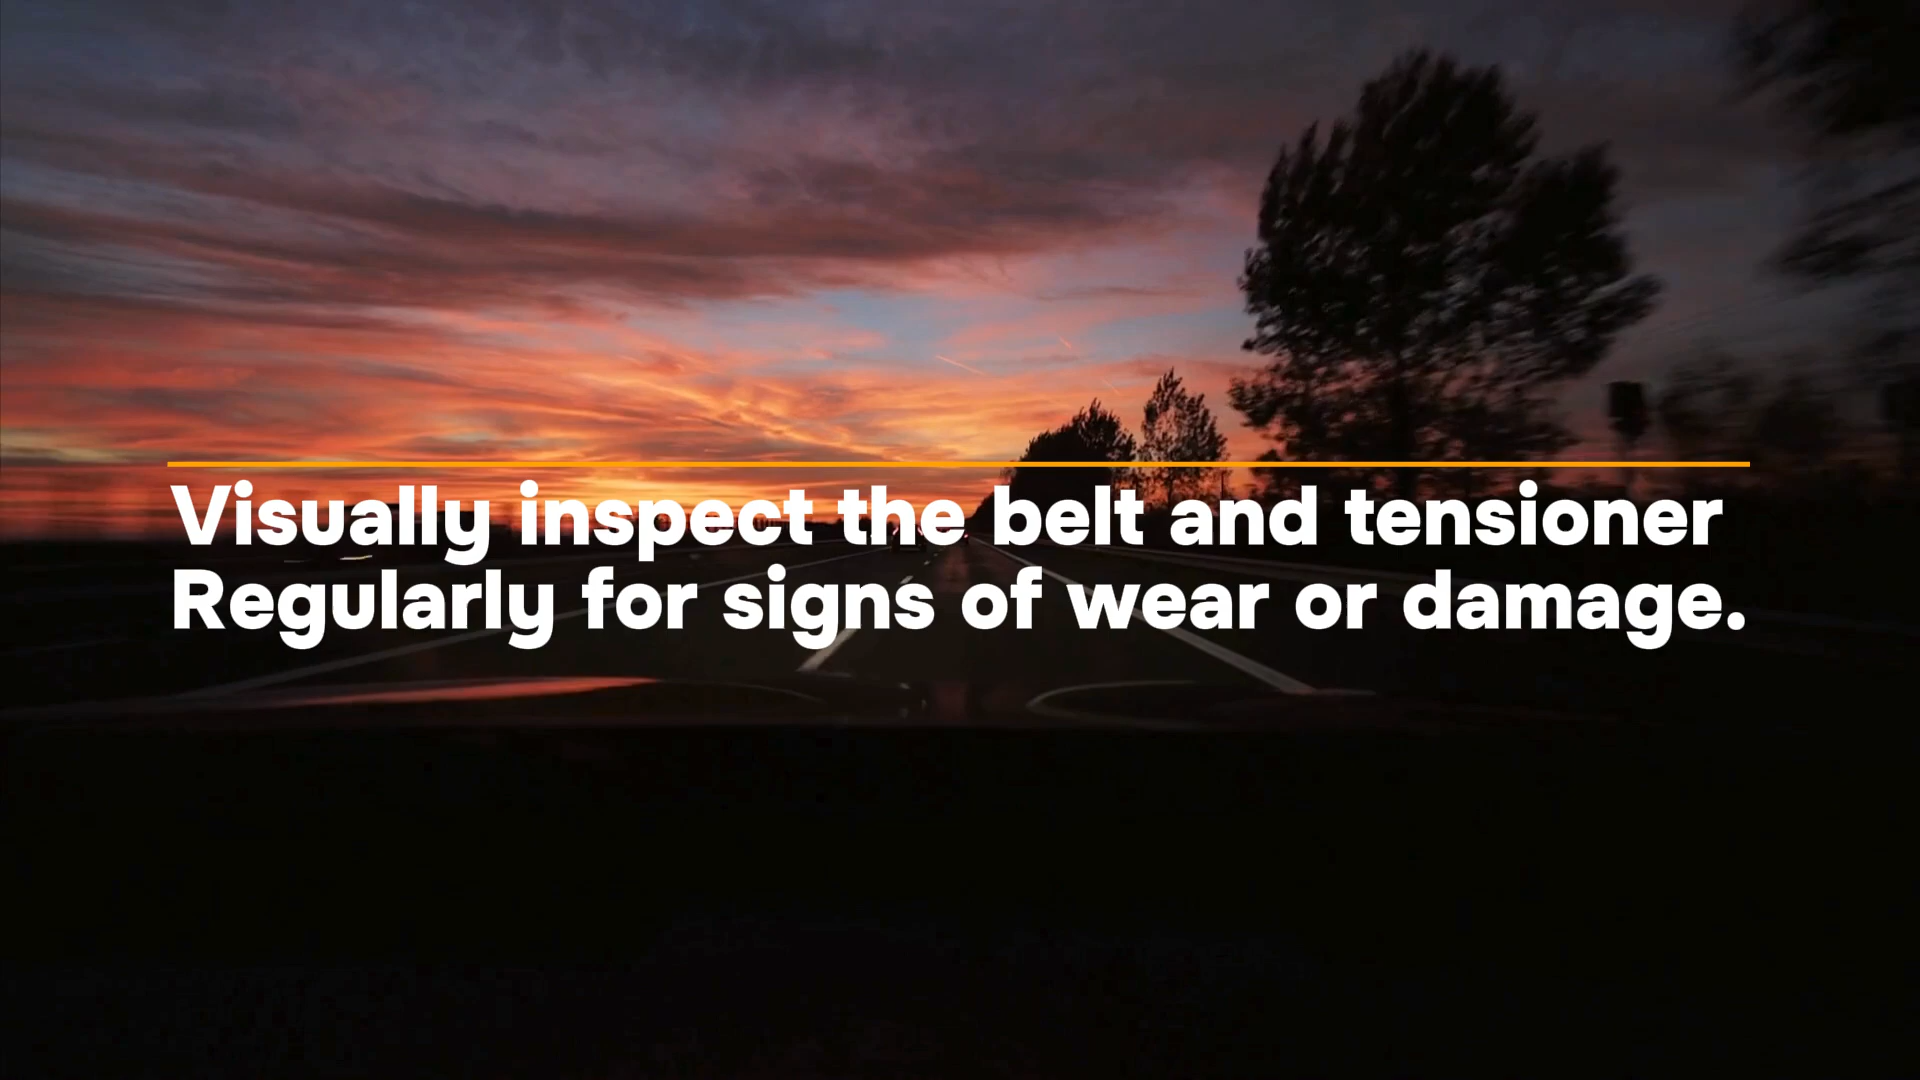 Visually inspect the belt and tensioner
Regularly for signs of wear or damage.